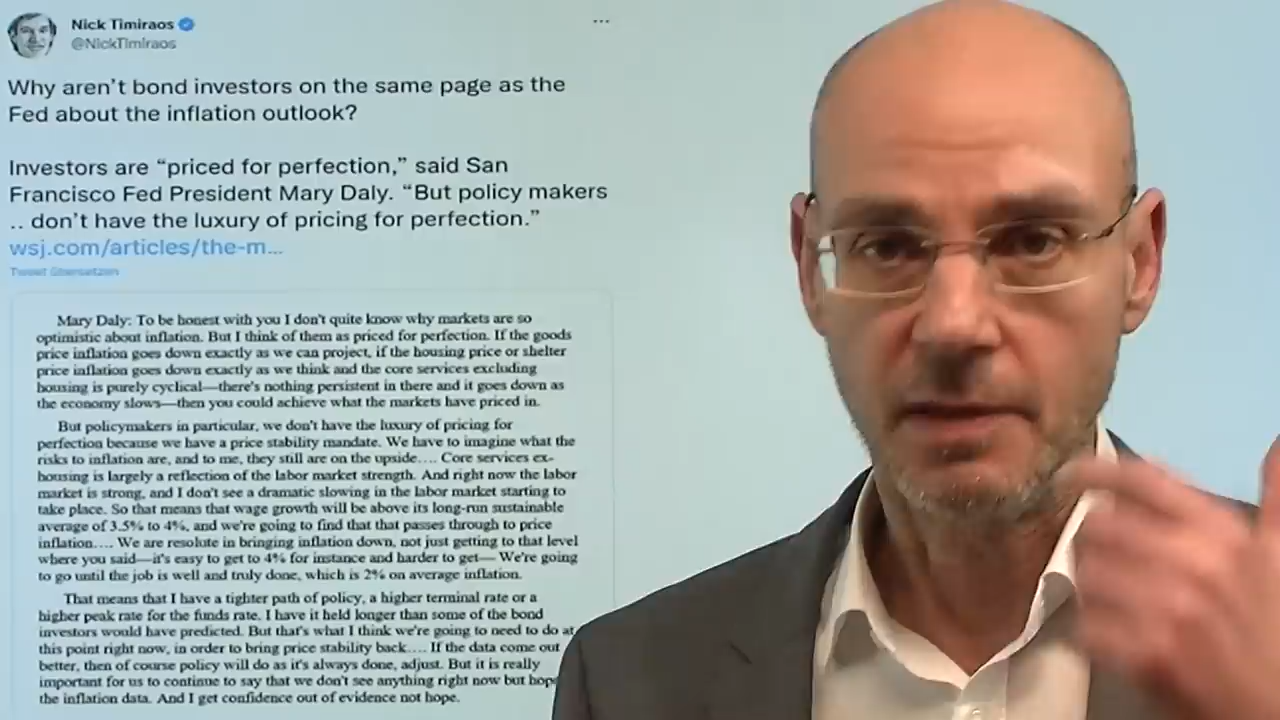 Nick Timiraos
@NickTimiraos
...
Why aren't bond investors on the same page as the
Fed about the inflation outlook?
Investors are “priced for perfection,” said San
Francisco Fed President Mary Daly. “But policy makers
.. don't have the luxury of pricing for perfection.”
wsj.com/articles/the-m...
Tweet übersetzen
Mary Daly: To be honest with you I don't quite know why markets are so
optimistic about inflation. But I think of them as priced for perfection. If the goods
price inflation goes down exactly as we can project, if the housing price or shelter
price inflation goes down exactly as we think and the core services excluding
housing is purely cyclical—there's nothing persistent in there and it goes down as
the economy slows—then you could achieve what the markets have priced in.
But policymakers in particular, we don't have the luxury of pricing for
perfection because we have a price stability mandate. We have to imagine what the
risks to inflation are, and to me, they still are on the upside…. Core services ex-
housing is largely a reflection of the labor market strength. And right now the labor
market is strong, and I don't see a dramatic slowing in the labor market starting to
take place. So that means that wage growth will be above its long-run sustainable
average of 3.5% to 4%, and we're going to find that that passes through to price
inflation…. We are resolute in bringing inflation down, not just getting to that level
where you said—it's easy to get to 4% for instance and harder to get— We're going
to go until the job is well and truly done, which is 2% on average inflation.
That means that I have a tighter path of policy, a higher terminal rate or a
higher peak rate for the funds rate. I have it held longer than some of the bond
investors would have predicted. But that's what I think we're going to need to do at
this point right now, in order to bring price stability back…. If the data come out
better, then of course policy will do as it's always done, adjust. But it is really
important for us to continue to say that we don't see anything right now but hope
the inflation data. And I get confidence out of evidence not hope.